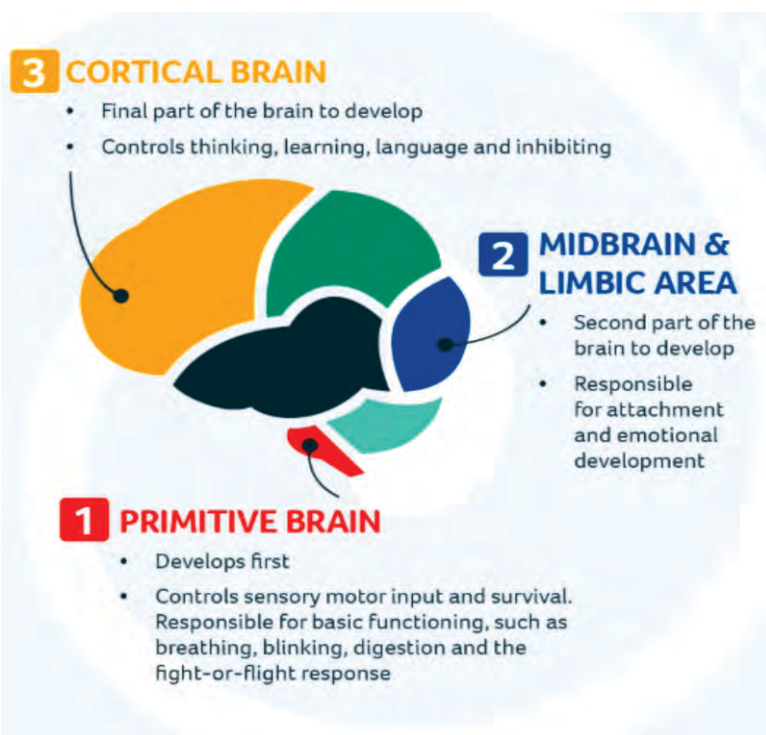 3 CORTICAL BRAIN
• Final part of the brain to develop
• Controls thinking, learning, language and inhibiting
2 MIDBRAIN &
LIMBIC AREA
• Second part of the
brain to develop
• Responsible
for attachment
and emotional
development
1 PRIMITIVE BRAIN
• Develops first
• Controls sensory motor input and survival.
Responsible for basic functioning, such as
breathing, blinking, digestion and the
fight-or-flight response